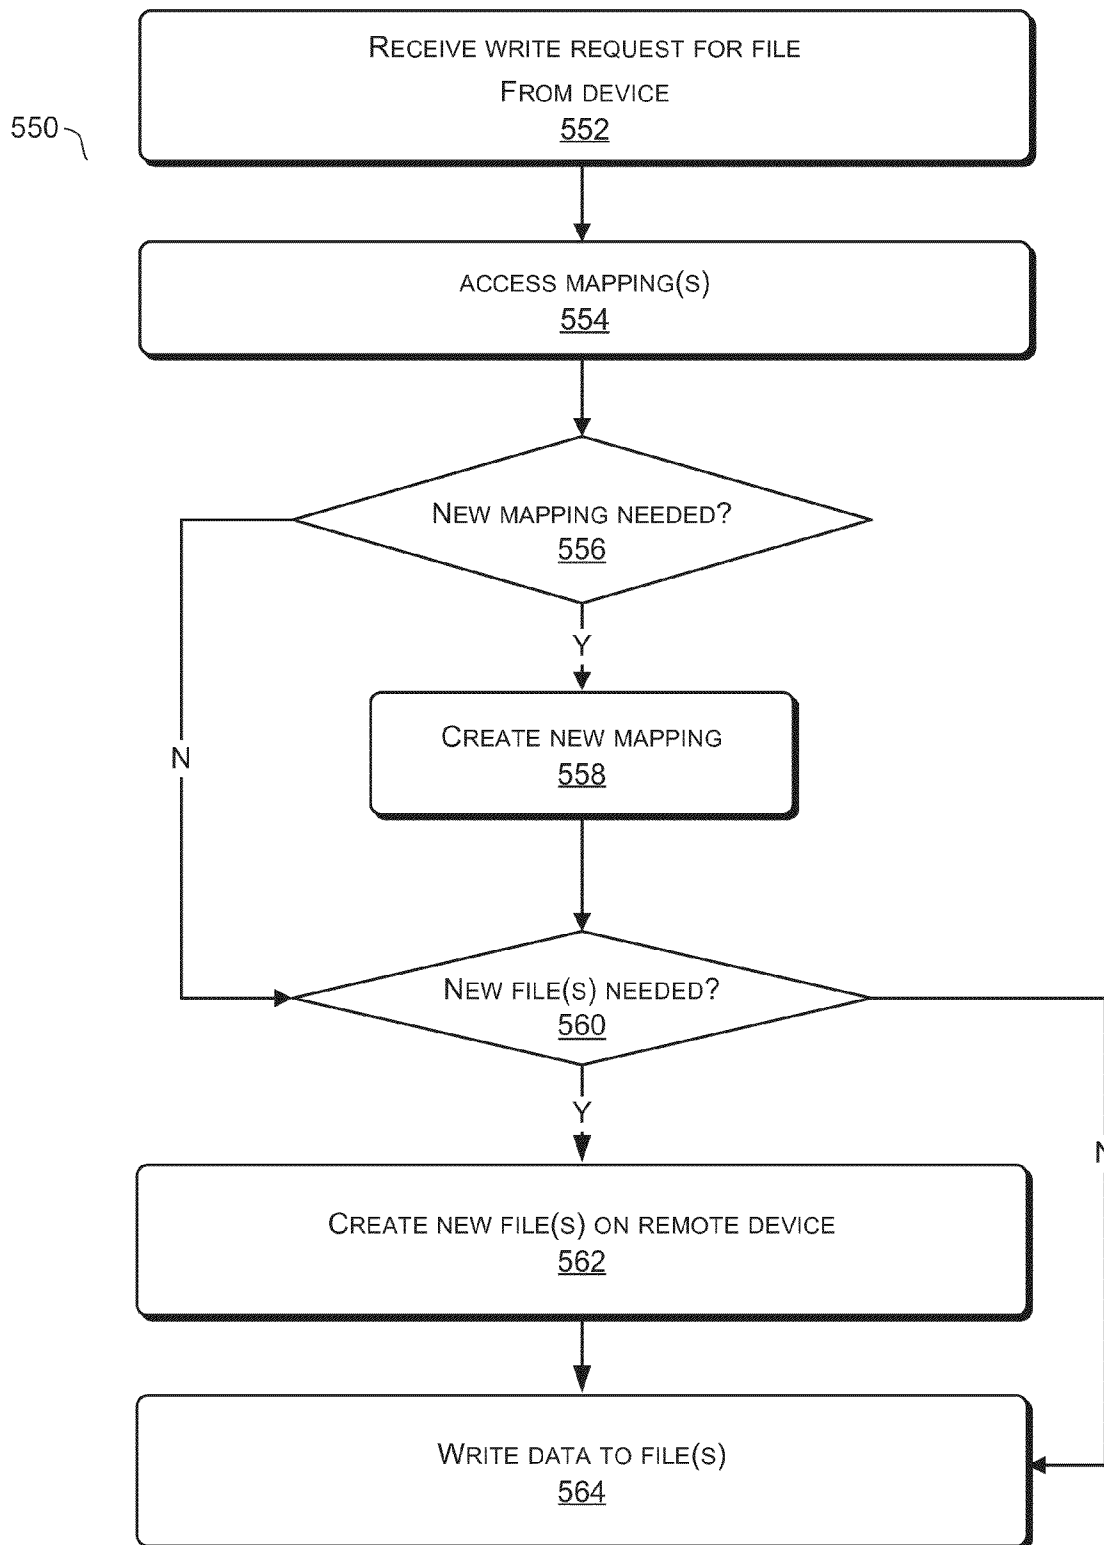 RECEIVE WRITE REQUEST FOR FILE
FROM DEVICE
552
550
ACCESS MAPPING(S)
554
NEW MAPPING NEEDED?
556
Y
CREATE NEW MAPPING
558
N
NEW FILE(S) NEEDED?
560
Y
N
CREATE NEW FILE(S) ON REMOTE DEVICE
562
WRITE DATA TO FILE(S)
564